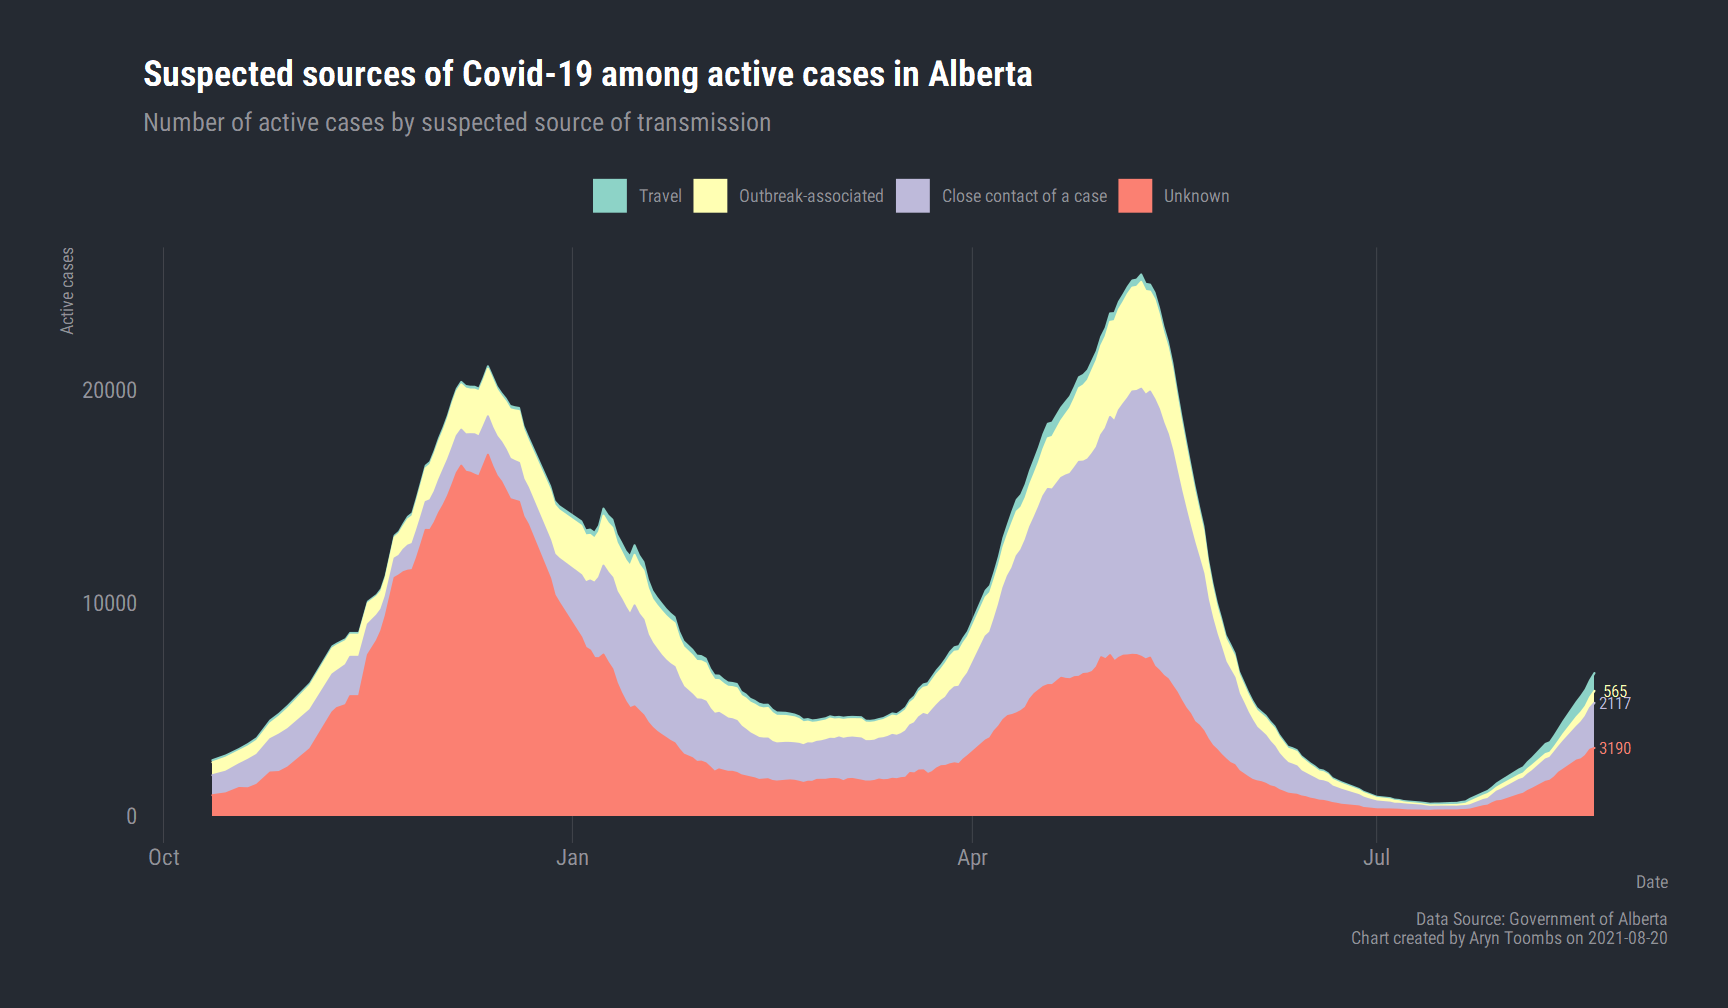 Suspected sources of Covid-19 among active cases in Alberta
Number of active cases by suspected source of transmission
Travel
Outbreak-associated
Close contact of a case
Unknown
Active cases
20000
10000
0
565
2117
3190
Oct
Jan
Apr
Jul
Date
Data Source: Government of Alberta
Chart created by Aryn Toombs on 2021-08-20